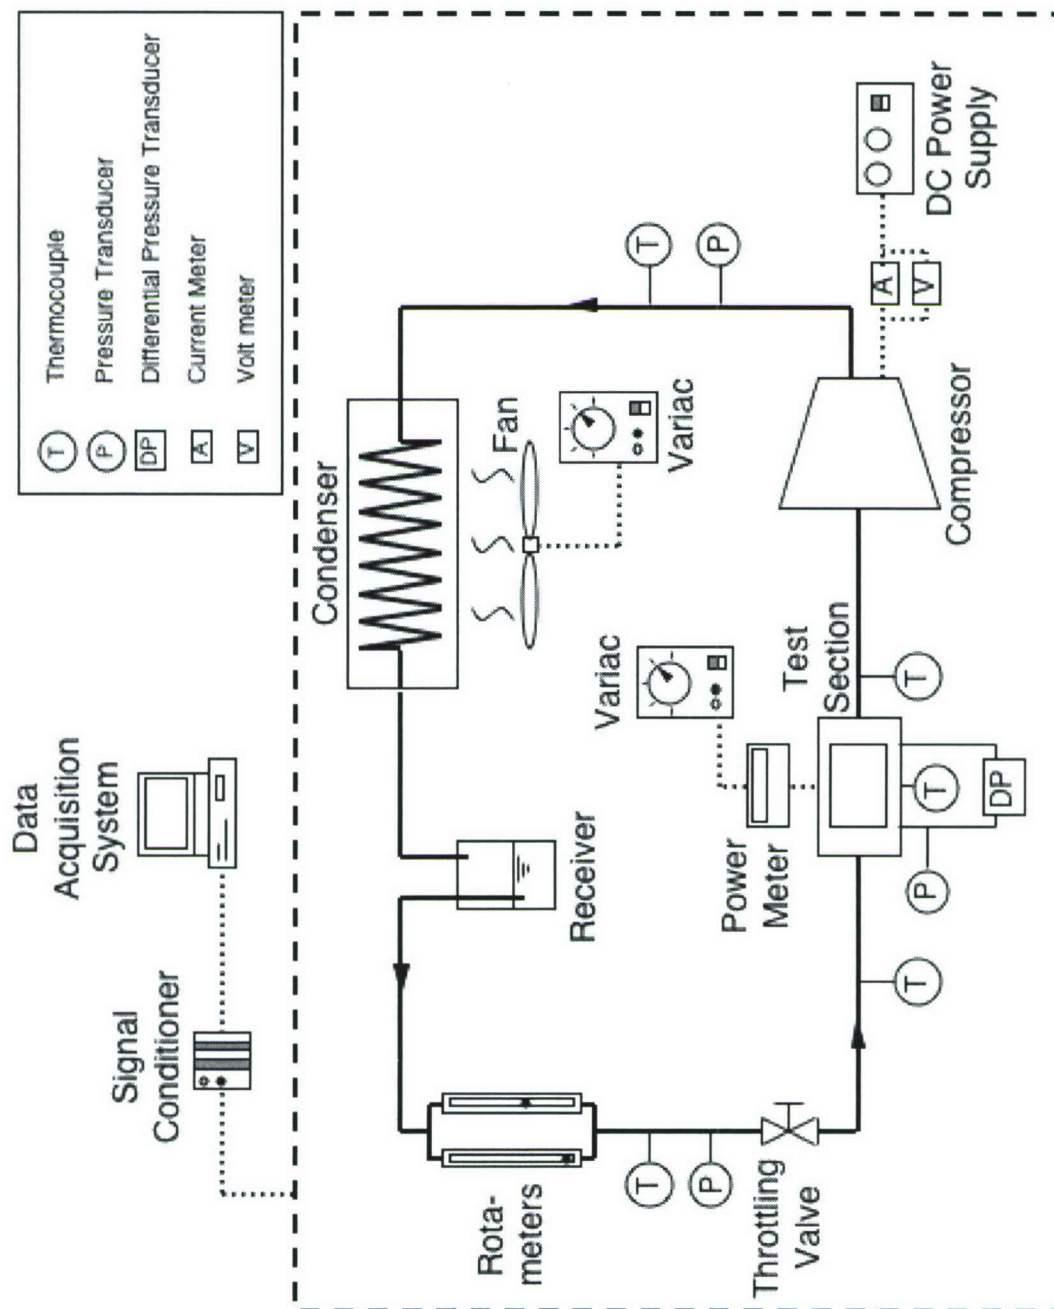 Data
Acquisition
System
Signal
Conditioner
T Thermocouple
P Pressure Transducer
DP Differential Pressure Transducer
A Current Meter
V Volt meter
Condenser
Fan
Variac
T
P
Receiver
Rota-
meters
T
P
Throttling
Valve
Variac
Power
Meter
Test
Section
T
P
T
DP
T
Compressor
A
V
DC Power
Supply